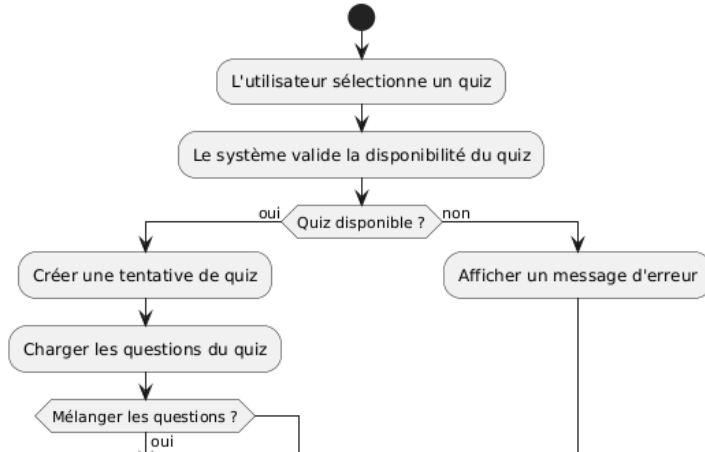 L'utilisateur sélectionne un quiz
Le système valide la disponibilité du quiz
oui
Quiz disponible ?
non
Créer une tentative de quiz
Afficher un message d'erreur
Charger les questions du quiz
Mélanger les questions ?
oui